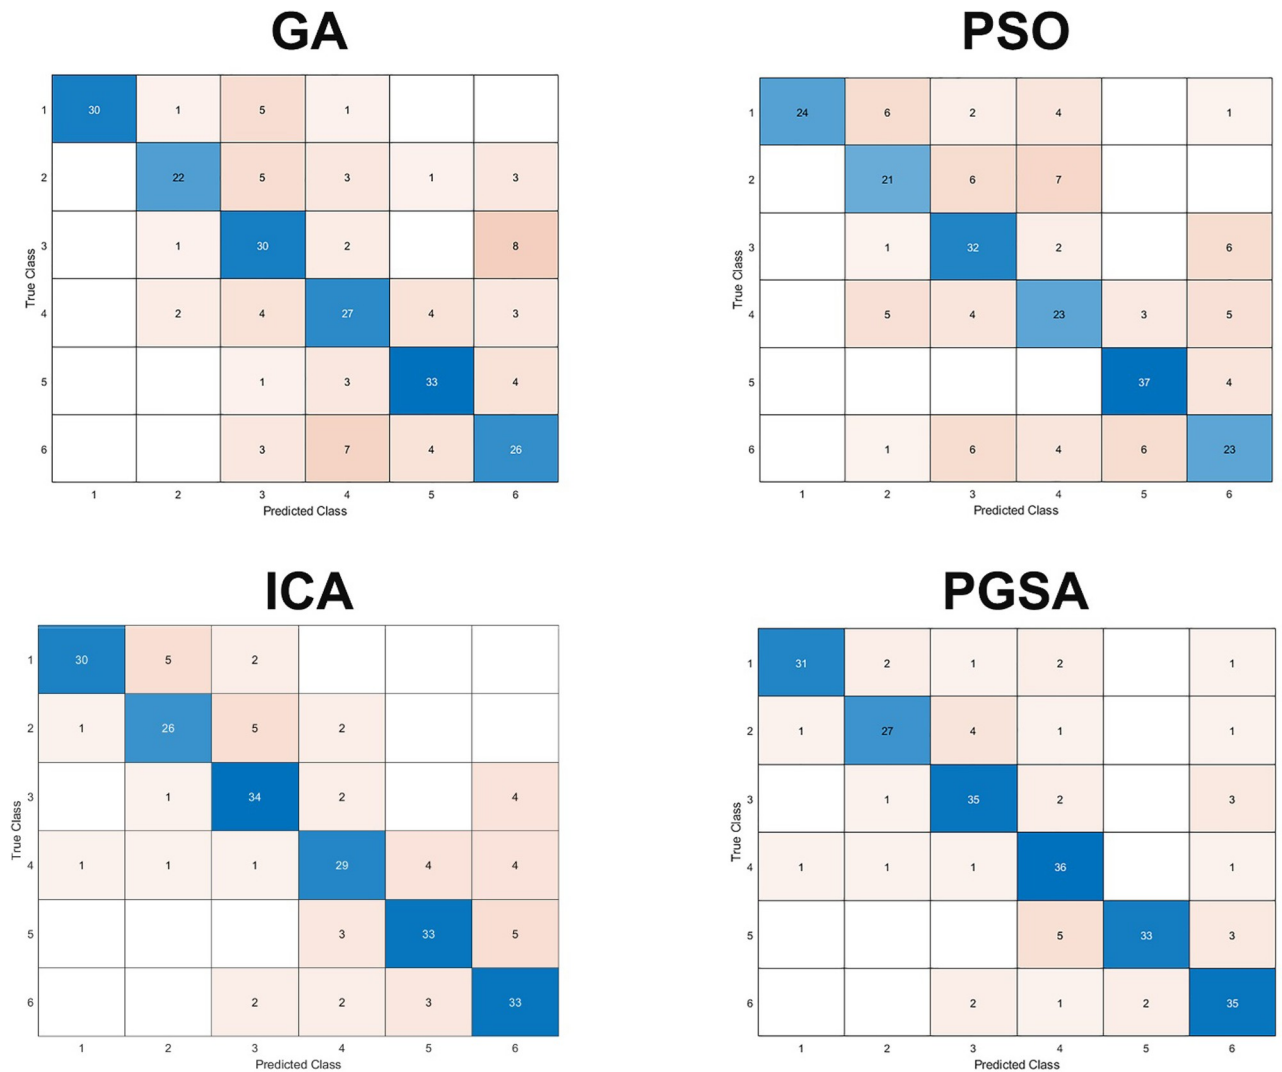 GA
1 30 1 5 1
2 22 5 3 1 3
3 1 30 2 8
4 2 4 27 4 3
5 1 3 33 4
6 3 7 4 26
1 2 3 4 5 6
Predicted Class
True Class
PSO
1 24 6 2 4 1
2 21 6 7
3 1 32 2 6
4 5 4 23 3 5
5 37 4
6 1 6 4 6 23
1 2 3 4 5 6
Predicted Class
True Class
ICA
1 30 5 2
2 1 26 5 2
3 1 34 2 4
4 1 1 1 29 4 4
5 3 33 5
6 2 2 3 33
1 2 3 4 5 6
Predicted Class
True Class
PGSA
1 31 2 1 2 1
2 1 27 4 1 1
3 1 35 2 3
4 1 1 1 36 1
5 5 33 3
6 2 1 2 35
1 2 3 4 5 6
Predicted Class
True Class